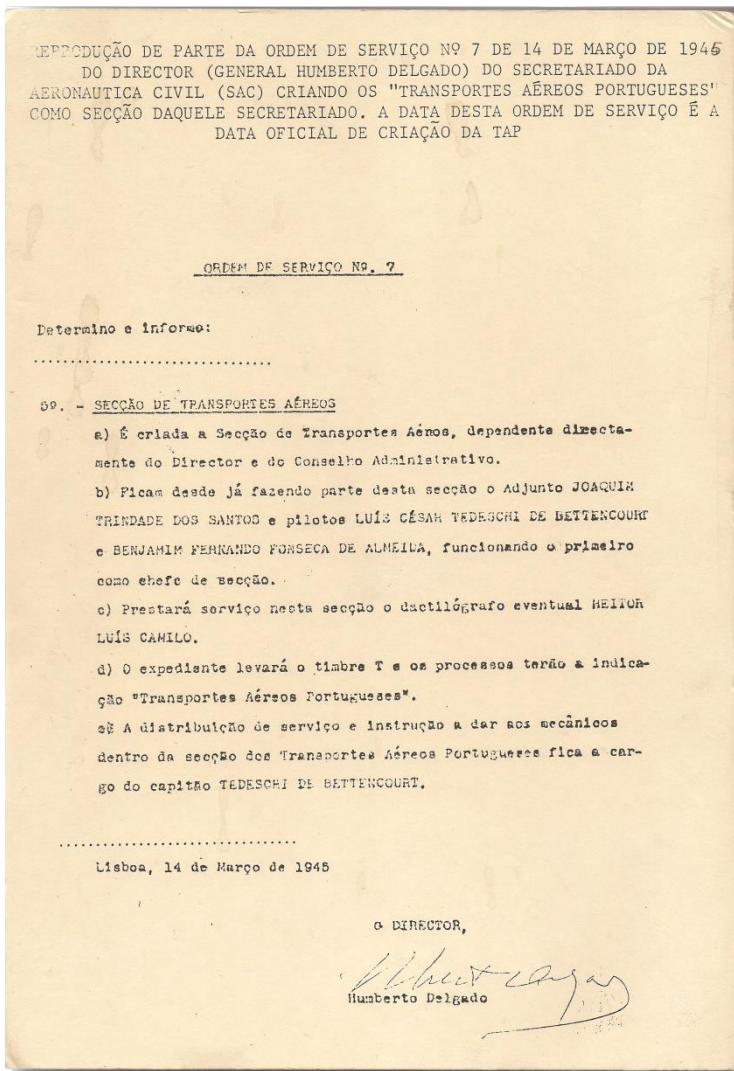 REPRODUÇÃO DE PARTE DA ORDEM DE SERVIÇO Nº 7 DE 14 DE MARÇO DE 1945
DO DIRECTOR (GENERAL HUMBERTO DELGADO) DO SECRETARIADO DA
AERONAUTICA CIVIL (SAC) CRIANDO OS "TRANSPORTES AÉREOS PORTUGUESES"
COMO SECÇÃO DAQUELE SECRETARIADO. A DATA DESTA ORDEM DE SERVIÇO É A
DATA OFICIAL DE CRIAÇÃO DA TAP
ORDEM DE SERVIÇO Nº. 7
Determino e informo:
................................
5º. - SECÇÃO DE TRANSPORTES AÉREOS
a) É criada a Secção de Transportes Aéros, dependente directa-
mente do Director e do Conselho Administrativo.
b) Ficam desde já fazendo parte desta secção o Adjunto JOAQUIM
TRINDADE DOS SANTOS e pilotos LUÍS CÉSAR TEDESCHI DE BETTENCOURT
e BENJAMIM FERNANDO FONSECA DE ALMEIDA, funcionando o primeiro
como chefe de secção.
c) Prestará serviço nesta secção o dactilógrafo eventual HEITOR
LUÍS CAMILO.
d) O expediente levará o timbre T e os processos terão a indica-
ção "Transportes Aéreos Portugueses".
e) A distribuição de serviço e instrução a dar aos mecânicos
dentro da secção dos Transportes Aéreos Portugueses fica a car-
go do capitão TEDESCHI DE BETTENCOURT.
................................
Lisboa, 14 de Março de 1945
O DIRECTOR,
Humberto Delgado